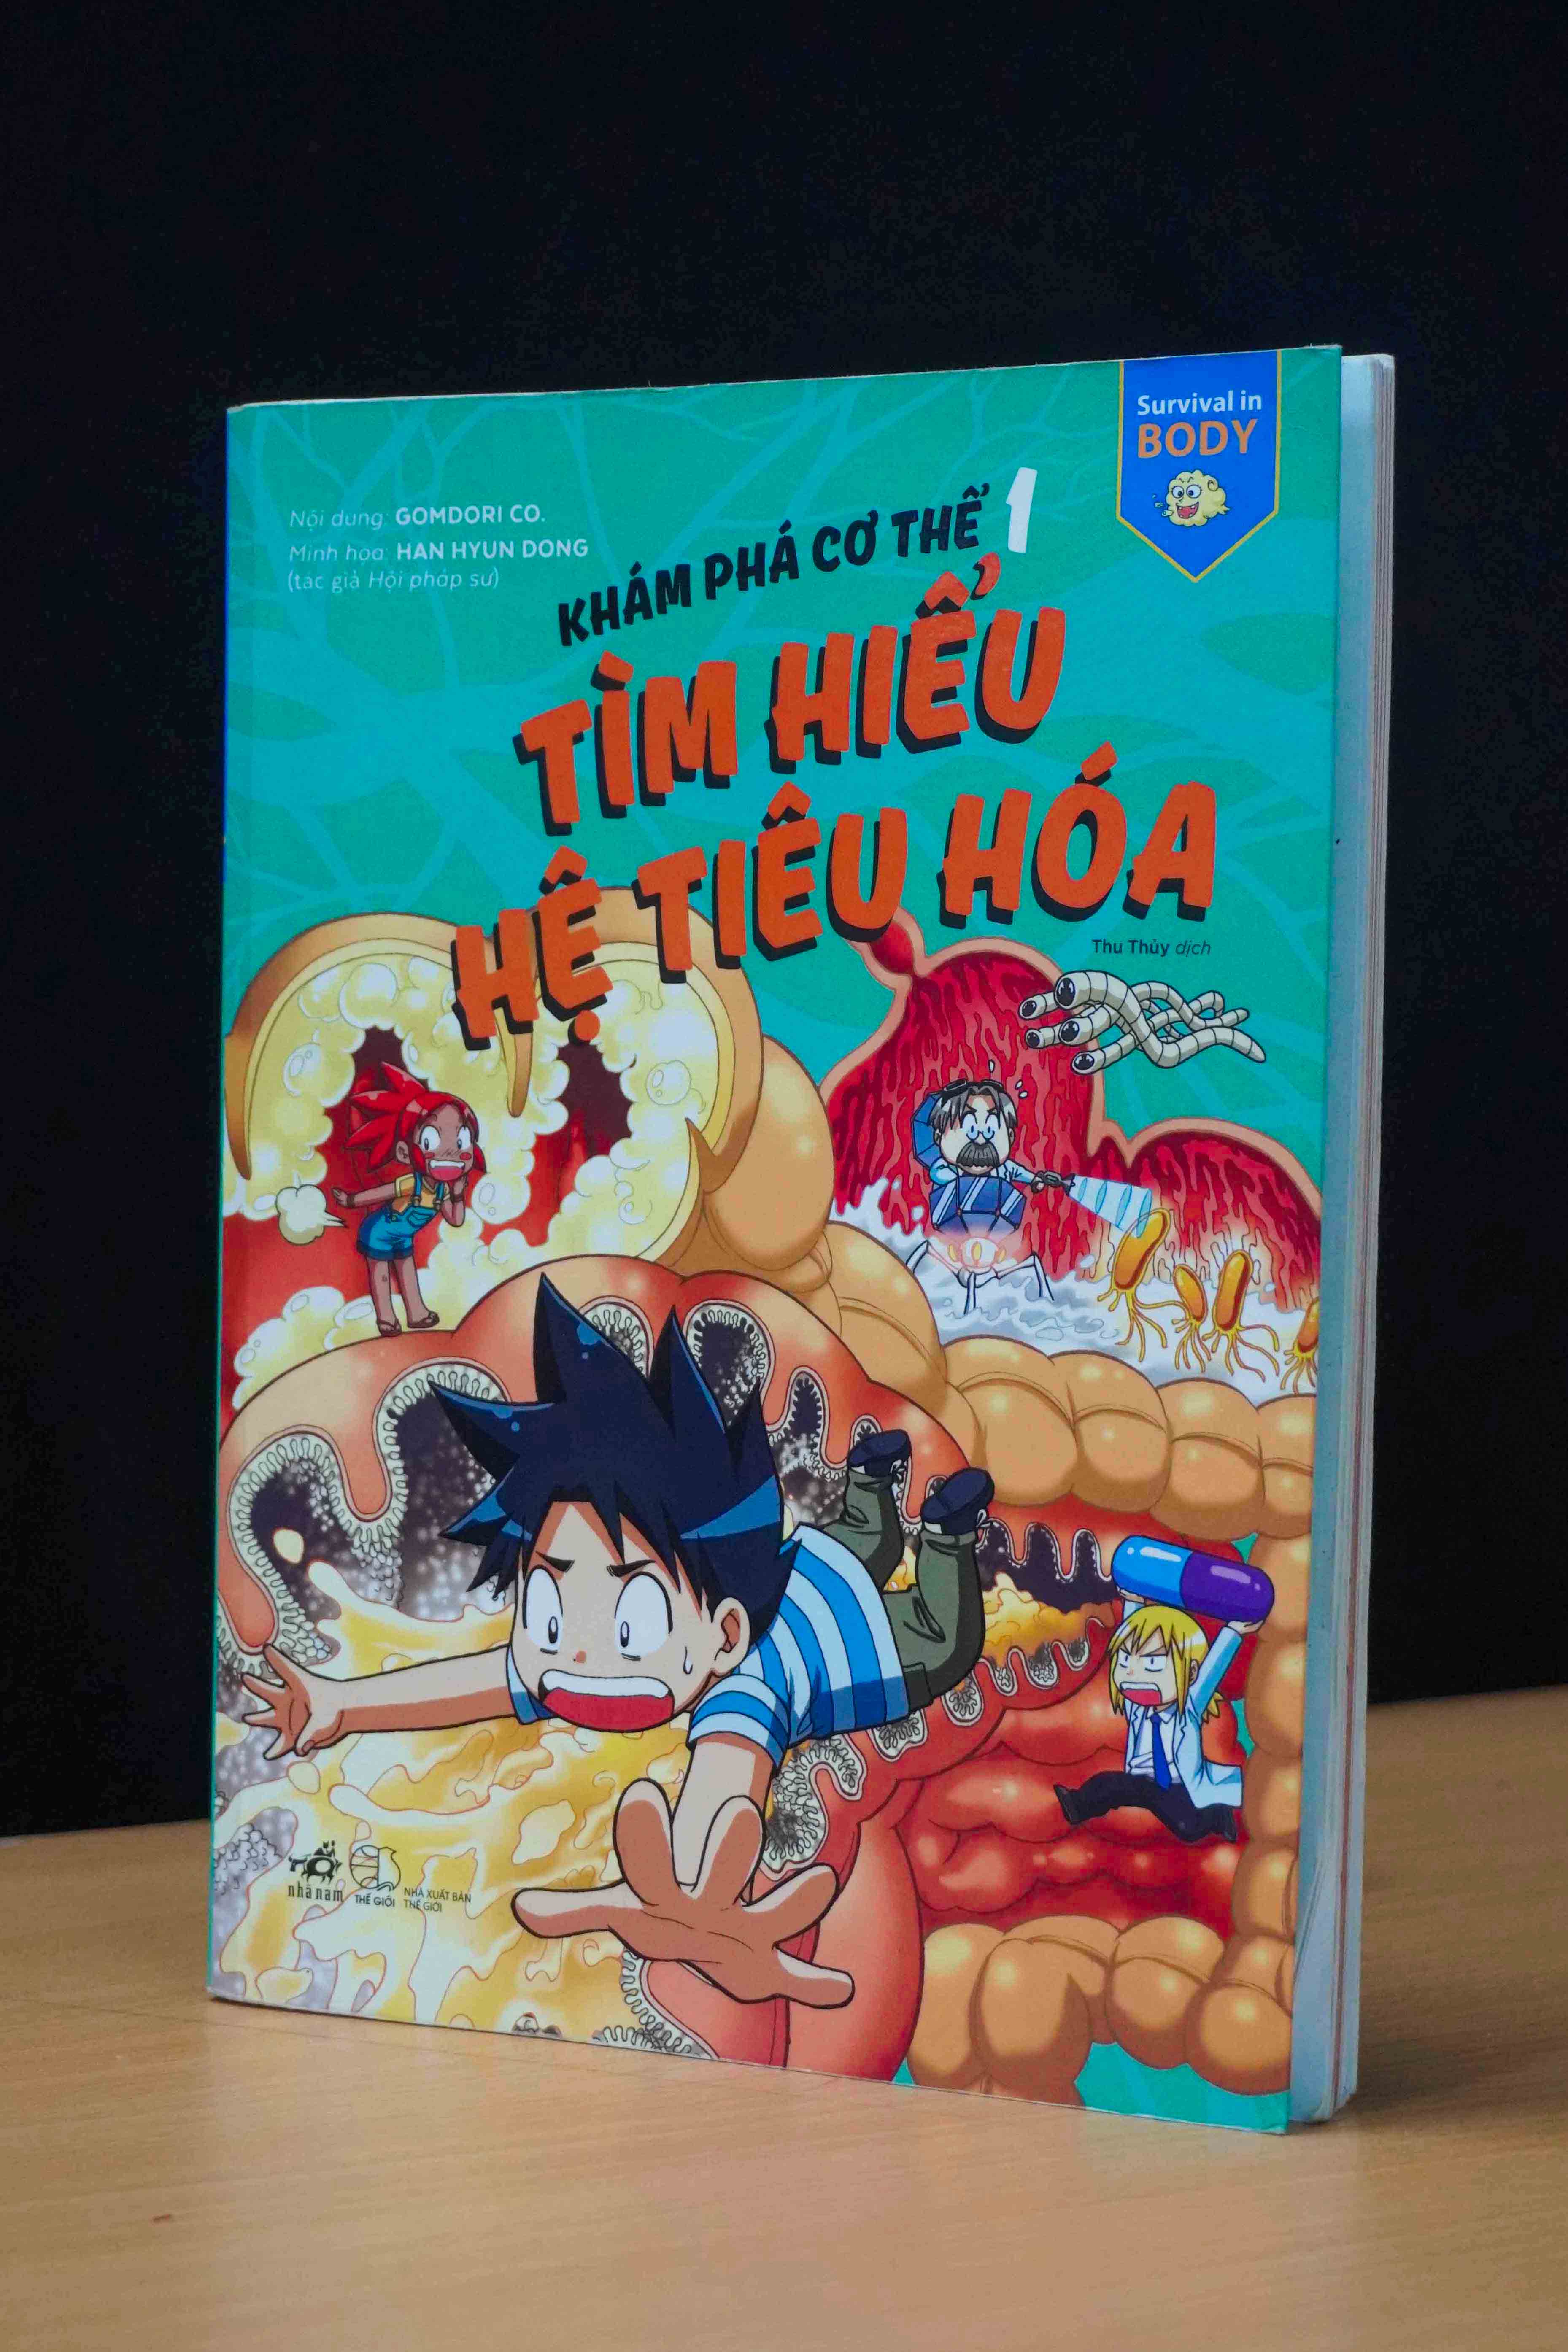 Survival in
BODY
Nội dung: GOMDORI CO.
Minh họa: HAN HYUN DONG
(tác giả Hội pháp sư)
KHÁM PHÁ CƠ THỂ 1
TÌM HIỂU
HỆ TIÊU HÓA
Thu Thủy dịch
nhã nam
THẾ GIỚI
NHÀ XUẤT BẢN
THẾ GIỚI